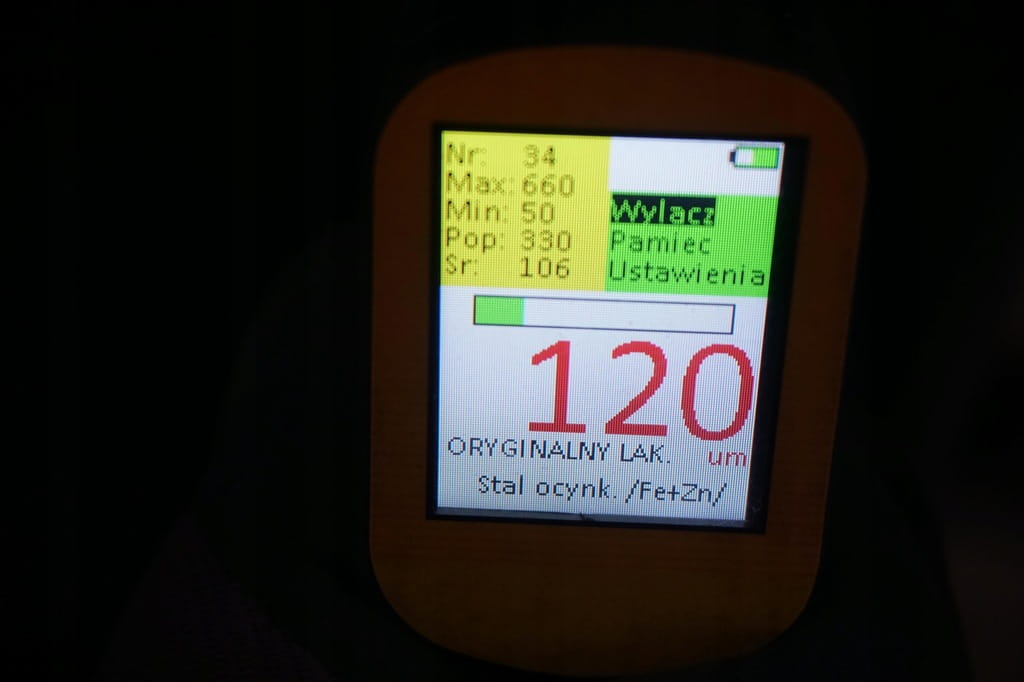 Nr: 34
Max: 660
Min: 50
Pop: 330
Sr: 106
Wylacz
Pamiec
Ustawienia
120
um
ORYGINALNY LAK.
Stal ocynk. /Fe+Zn/